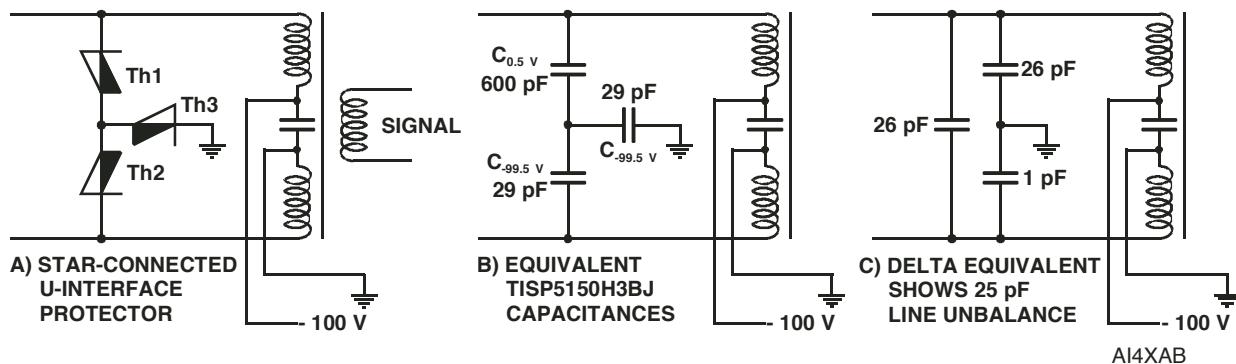 Th1
Th3
Th2
SIGNAL
- 100 V
A) STAR-CONNECTED
U-INTERFACE
PROTECTOR
C0.5 V
600 pF
29 pF
C-99.5 V
C-99.5 V
29 pF
- 100 V
B) EQUIVALENT
TISP5150H3BJ
CAPACITANCES
26 pF
26 pF
1 pF
- 100 V
C) DELTA EQUIVALENT
SHOWS 25 pF
LINE UNBALANCE
AI4XAB